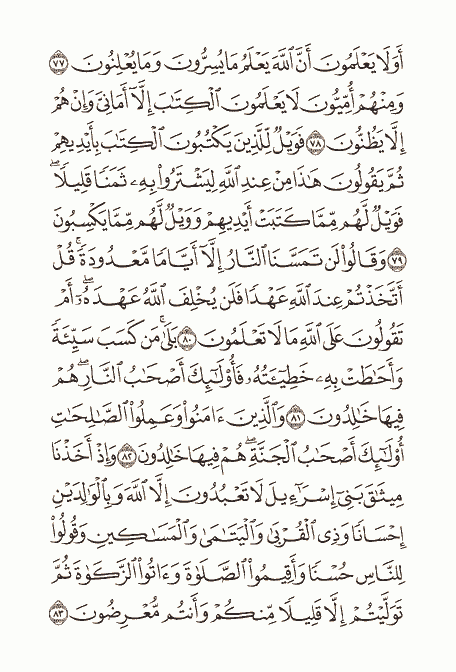 أَوَلَا يَعْلَمُونَ أَنَّ ٱللَّهَ يَعْلَمُ مَا يُسِرُّونَ وَمَا يُعْلِنُونَ ٧٧
وَمِنْهُمْ أُمِّيُّونَ لَا يَعْلَمُونَ ٱلْكِتَٰبَ إِلَّآ أَمَانِىَّ وَإِنْ هُمْ
إِلَّا يَظُنُّونَ ٧٨ فَوَيْلٌ لِّلَّذِينَ يَكْتُبُونَ ٱلْكِتَٰبَ بِأَيْدِيهِمْ
ثُمَّ يَقُولُونَ هَٰذَا مِنْ عِندِ ٱللَّهِ لِيَشْتَرُوا۟ بِهِۦ ثَمَنًا قَلِيلًا ۖ
فَوَيْلٌ لَّهُم مِّمَّا كَتَبَتْ أَيْدِيهِمْ وَوَيْلٌ لَّهُم مِّمَّا يَكْسِبُونَ
٧٩ وَقَالُوا۟ لَن تَمَسَّنَا ٱلنَّارُ إِلَّآ أَيَّامًا مَّعْدُودَةً ۚ قُلْ
أَتَّخَذْتُمْ عِندَ ٱللَّهِ عَهْدًا فَلَن يُخْلِفَ ٱللَّهُ عَهْدَهُۥٓ ۖ أَمْ
تَقُولُونَ عَلَى ٱللَّهِ مَا لَا تَعْلَمُونَ ٨٠ بَلَىٰ ۚ مَن كَسَبَ سَيِّئَةً
وَأَحَٰطَتْ بِهِۦ خَطِيٓـَٔتُهُۥ فَأُو۟لَٰٓئِكَ أَصْحَٰبُ ٱلنَّارِ ۖ هُمْ
فِيهَا خَٰلِدُونَ ٨١ وَٱلَّذِينَ ءَامَنُوا۟ وَعَمِلُوا۟ ٱلصَّٰلِحَٰتِ
أُو۟لَٰٓئِكَ أَصْحَٰبُ ٱلْجَنَّةِ ۖ هُمْ فِيهَا خَٰلِدُونَ ٨٢ وَإِذْ أَخَذْنَا
مِيثَٰقَ بَنِىٓ إِسْرَٰٓءِيلَ لَا تَعْبُدُونَ إِلَّا ٱللَّهَ وَبِٱلْوَٰلِدَيْنِ
إِحْسَانًا وَذِى ٱلْقُرْبَىٰ وَٱلْيَتَٰمَىٰ وَٱلْمَسَٰكِينِ وَقُولُوا۟
لِلنَّاسِ حُسْنًا وَأَقِيمُوا۟ ٱلصَّلَوٰةَ وَءَاتُوا۟ ٱلزَّكَوٰةَ ثُمَّ
تَوَلَّيْتُمْ إِلَّا قَلِيلًا مِّنكُمْ وَأَنتُم مُّعْرِضُونَ ٨٣